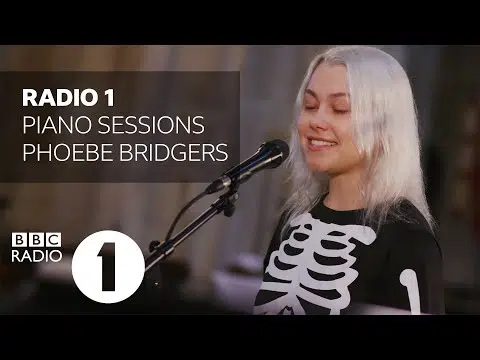 RADIO 1
PIANO SESSIONS
PHOEBE BRIDGERS
BBC
RADIO
1